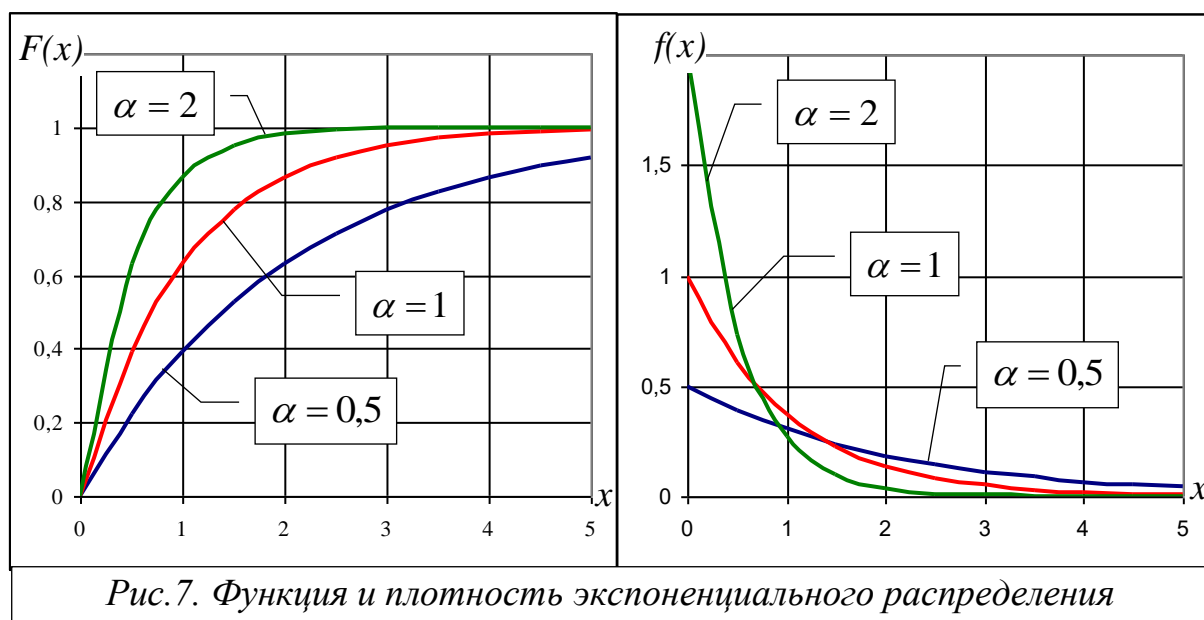 F(x)
α = 2
1
0,8
α = 1
0,6
0,4
α = 0,5
0,2
0
x
0 1 2 3 4 5
f(x)
α = 2
1,5
α = 1
1
α = 0,5
0,5
0
x
0 1 2 3 4 5
Рис.7. Функция и плотность экспоненциального распределения